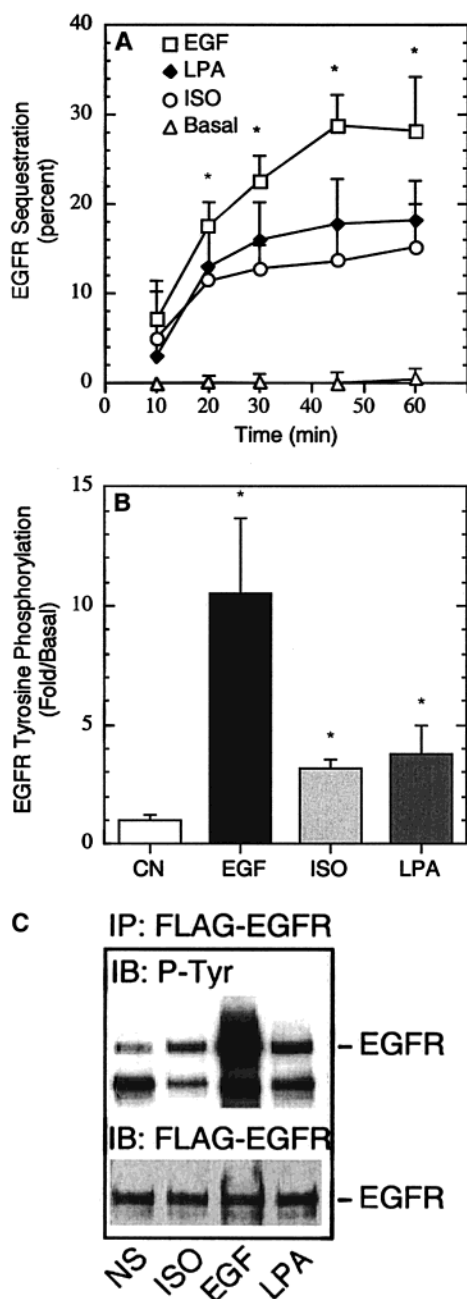 A
EGF
LPA
ISO
Basal
EGFR Sequestration
(percent)
40
30
20
10
0
* * * *
0 10 20 30 40 50 60
Time (min)
B
EGFR Tyrosine Phosphorylation
(Fold/Basal)
15
10
5
0
* * *
CN EGF ISO LPA
C
IP: FLAG-EGFR
IB: P-Tyr
– EGFR
IB: FLAG-EGFR
– EGFR
NS ISO EGF LPA